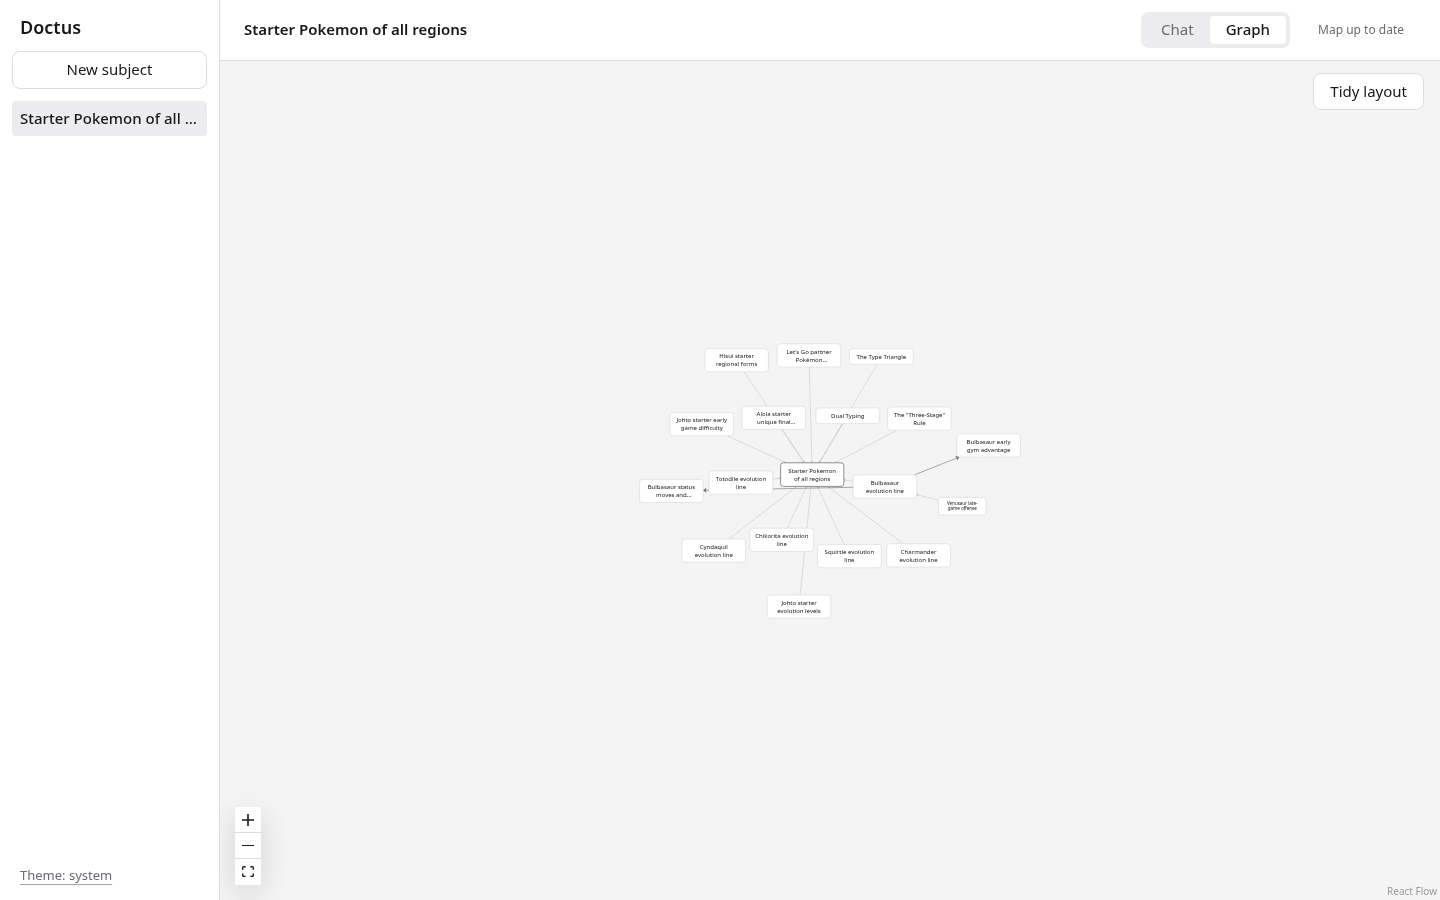 Doctus
New subject
Starter Pokemon of all ...
Theme: system
Starter Pokemon of all regions
Chat
Graph
Map up to date
Tidy layout
Hisui starter
regional forms
Let's Go partner
Pokémon...
The Type Triangle
Johto starter early
game difficulty
Alola starter
unique final...
Dual Typing
The "Three-Stage"
Rule
Bulbasaur early
gym advantage
Starter Pokemon
of all regions
Bulbasaur status
moves and...
Totodile evolution
line
Bulbasaur
evolution line
Venusaur late-
game offense
Cyndaquil
evolution line
Chikorita evolution
line
Squirtle evolution
line
Charmander
evolution line
Johto starter
evolution levels
React Flow